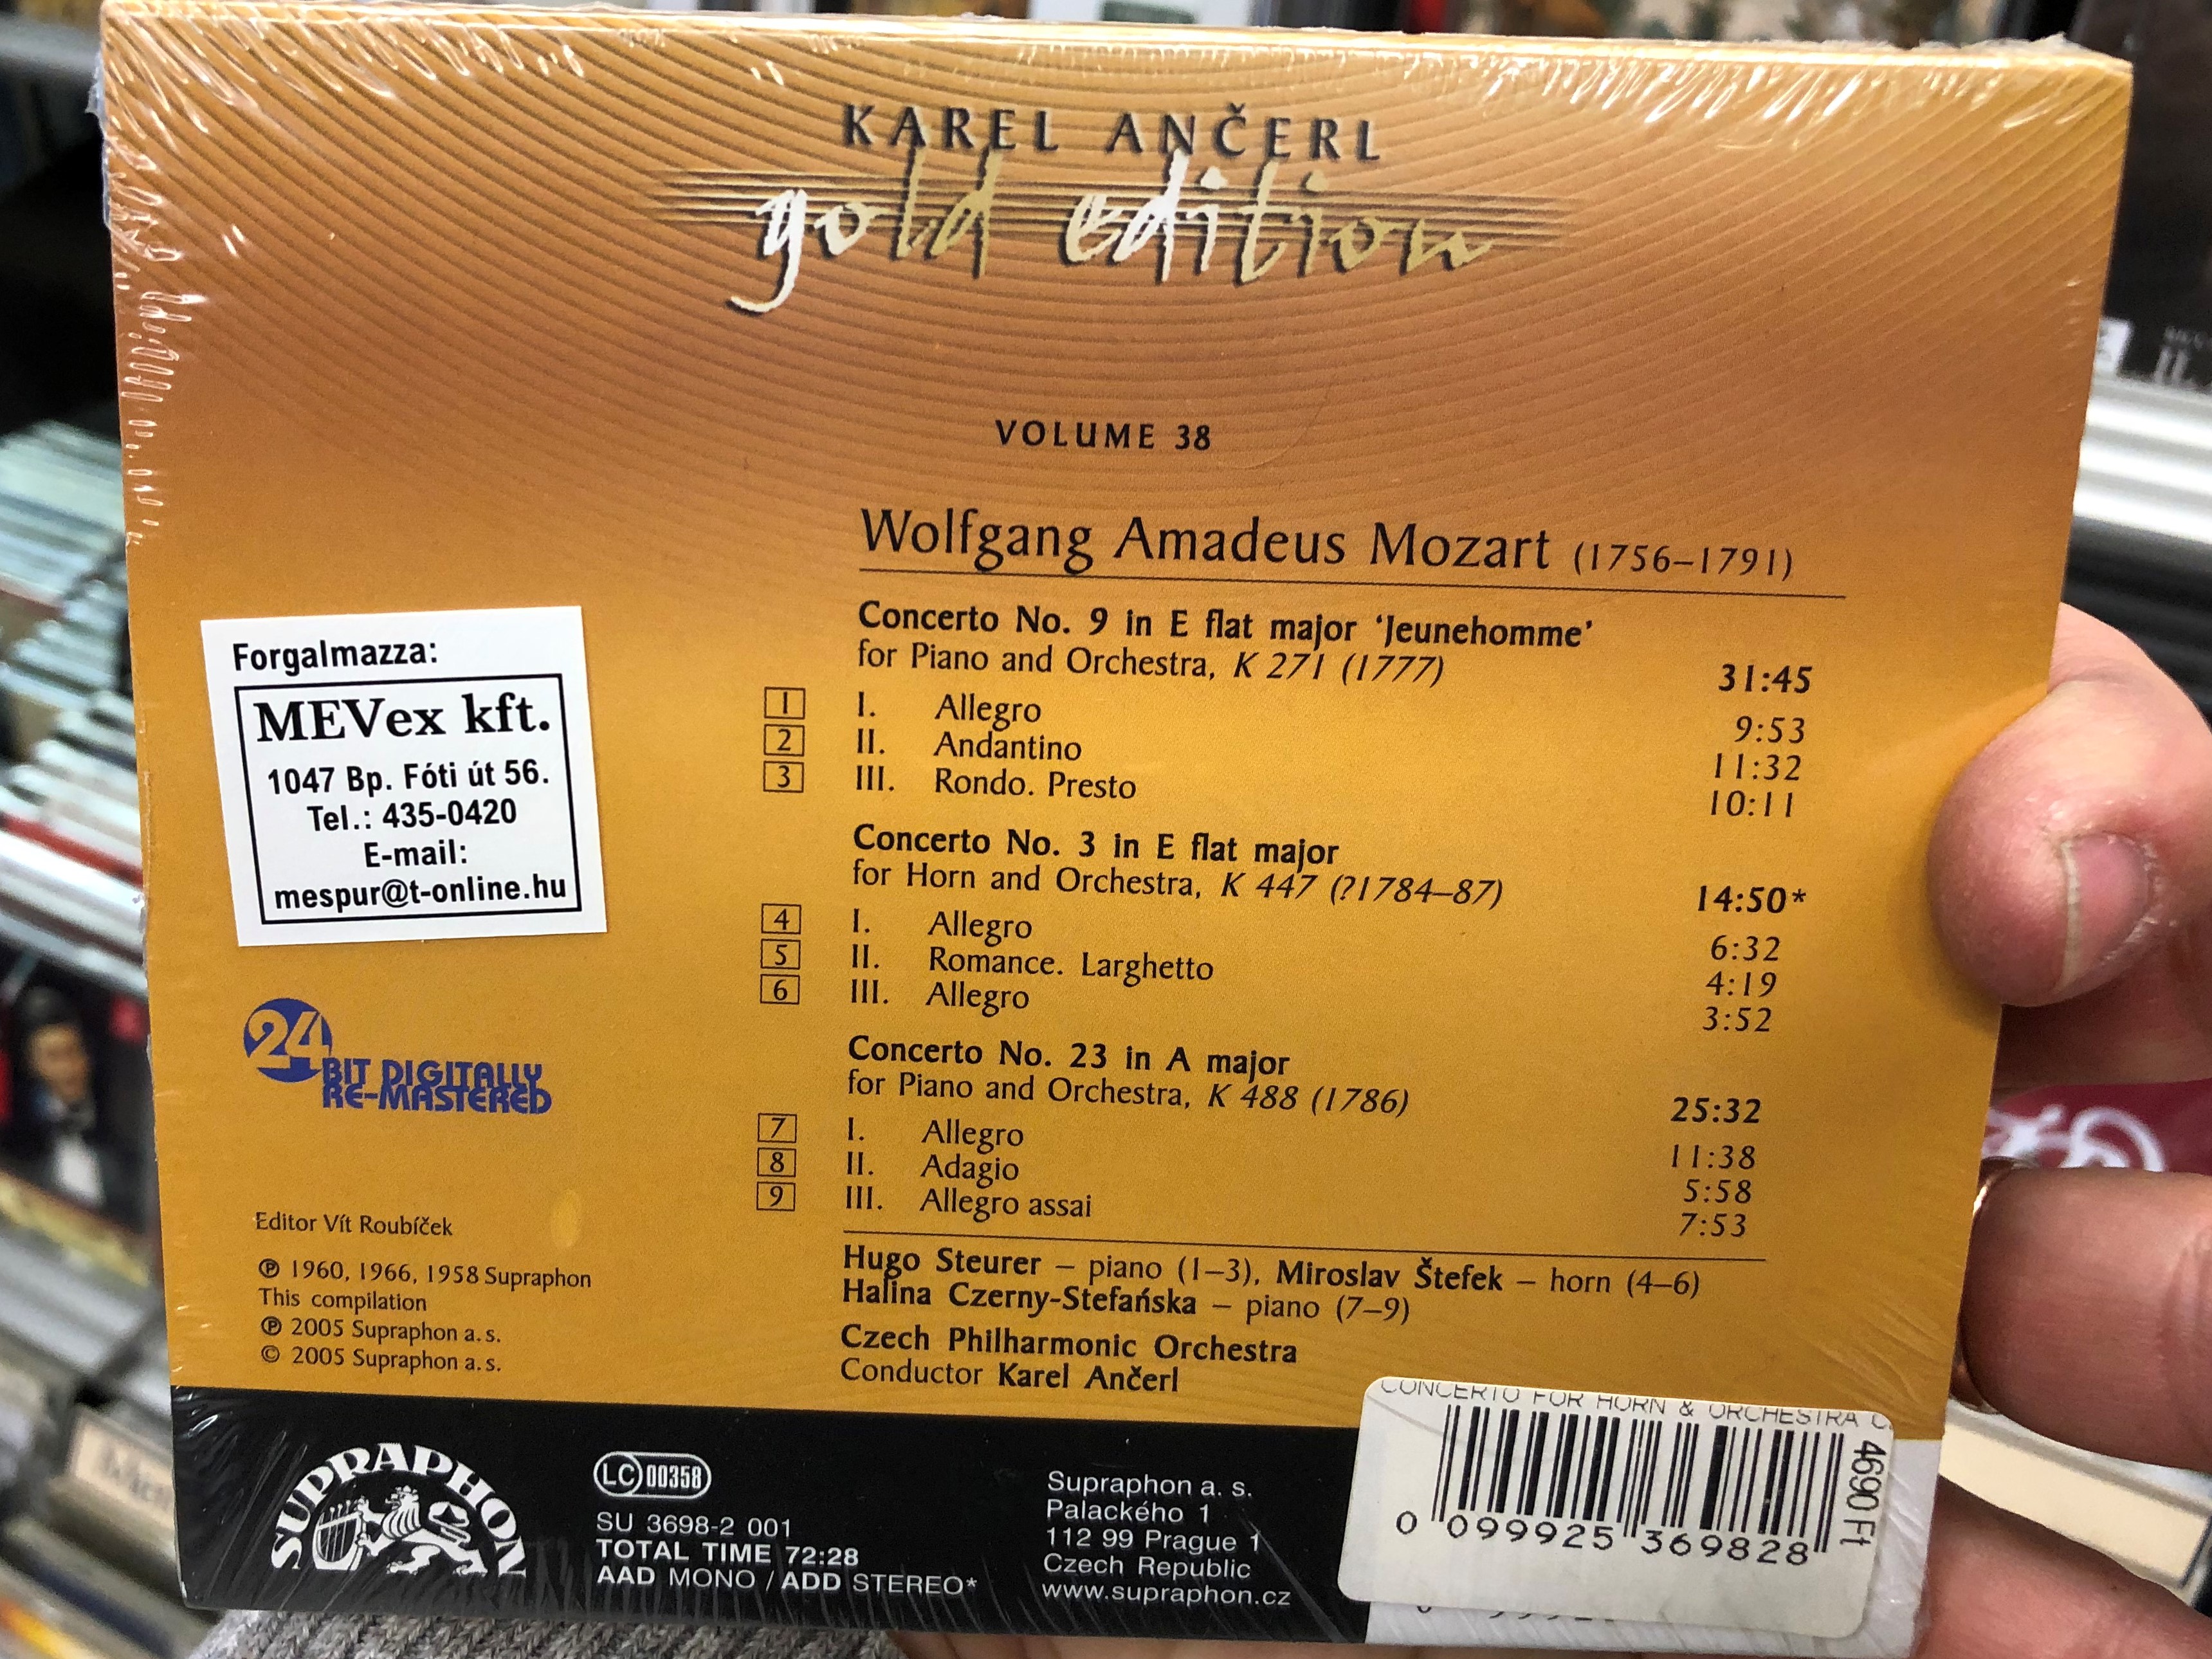 KAREL ANČERL
gold edition
VOLUME 38
Wolfgang Amadeus Mozart (1756–1791)
Concerto No. 9 in E flat major ‘Jeunehomme’
for Piano and Orchestra, K 271 (1777) 31:45
1 I. Allegro 9:53
2 II. Andantino 11:32
3 III. Rondo. Presto 10:11
Concerto No. 3 in E flat major
for Horn and Orchestra, K 447 (?1784–87) 14:50*
4 I. Allegro 6:32
5 II. Romance. Larghetto 4:19
6 III. Allegro 3:52
Concerto No. 23 in A major
for Piano and Orchestra, K 488 (1786) 25:32
7 I. Allegro 11:38
8 II. Adagio 5:58
9 III. Allegro assai 7:53
Hugo Steurer – piano (1–3), Miroslav Štefek – horn (4–6)
Halina Czerny-Stefańska – piano (7–9)
Czech Philharmonic Orchestra
Conductor Karel Ančerl
Forgalmazza:
MEVex kft.
1047 Bp. Fóti út 56.
Tel.: 435-0420
E-mail:
mespur@t-online.hu
24
BIT DIGITALLY
RE-MASTERED
Editor Vít Roubíček
℗ 1960, 1966, 1958 Supraphon
This compilation
℗ 2005 Supraphon a. s.
© 2005 Supraphon a. s.
SUPRAPHON
LC 00358
SU 3698-2 001
TOTAL TIME 72:28
AAD MONO / ADD STEREO*
Supraphon a. s.
Palackého 1
112 99 Prague 1
Czech Republic
www.supraphon.cz
CONCERTO FOR HORN & ORCHESTRA
4690 Ft
0 099925 369828